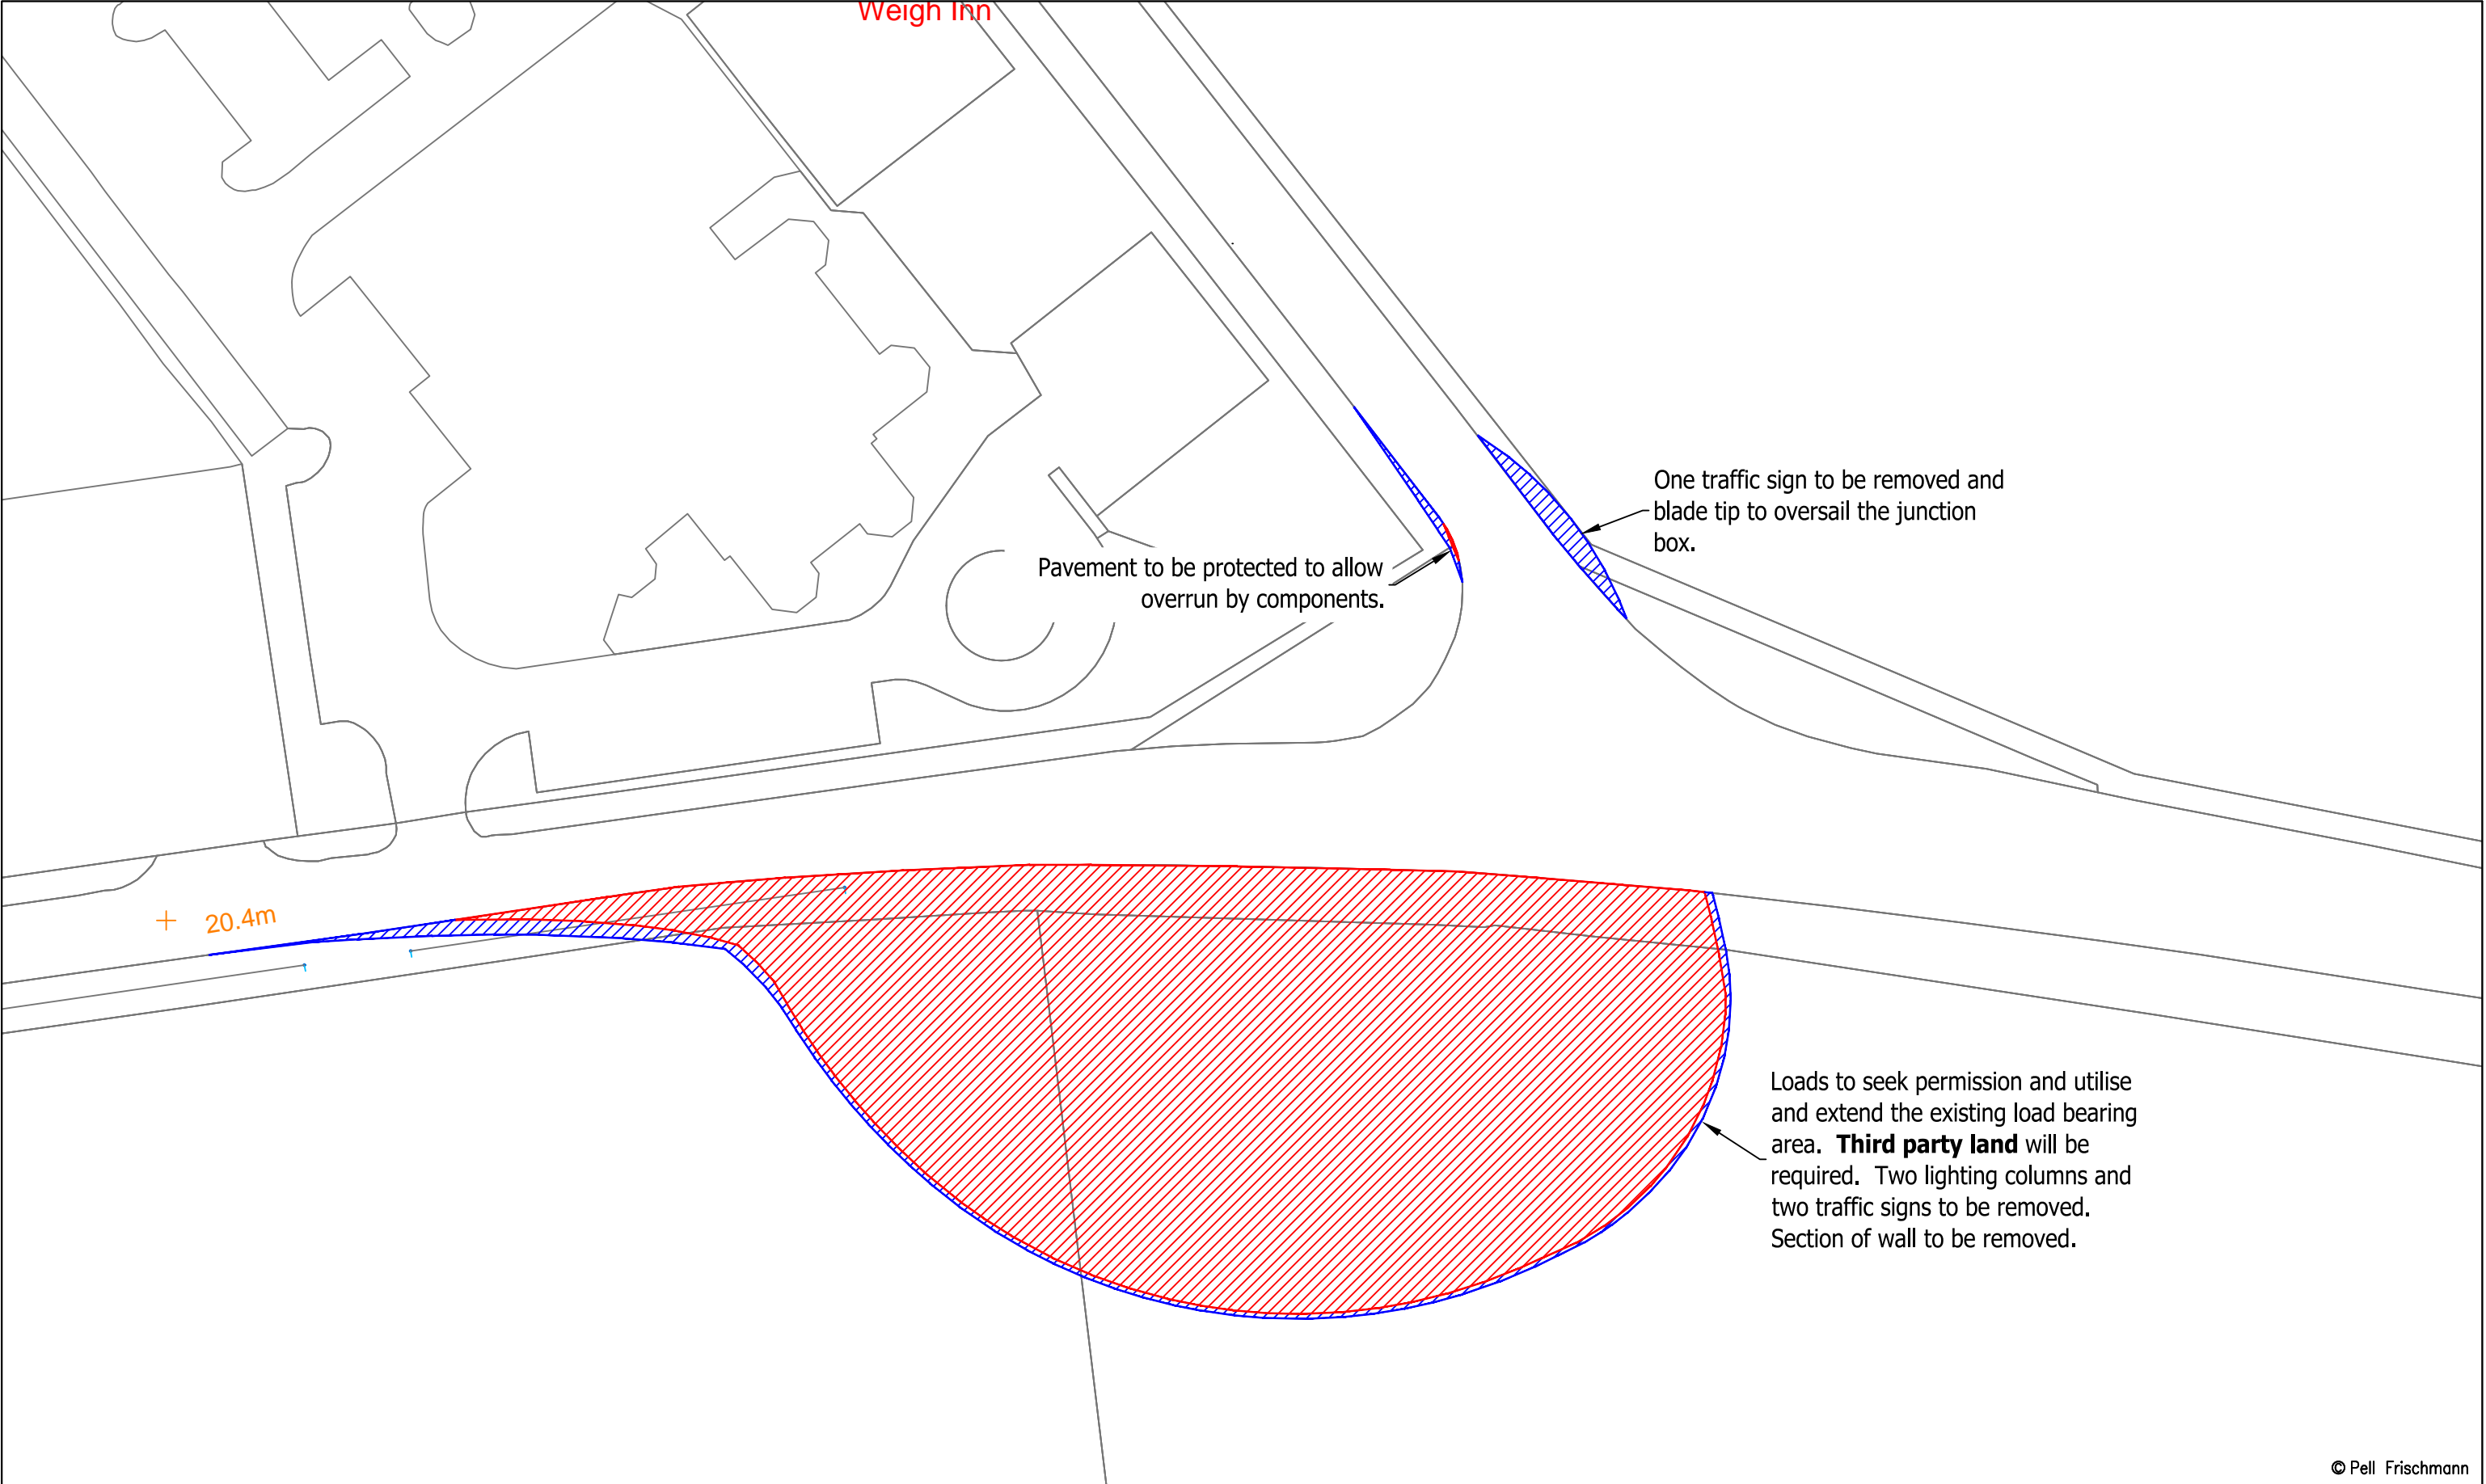 Weigh Inn
One traffic sign to be removed and
blade tip to oversail the junction
box.
Pavement to be protected to allow
overrun by components.
20.4m
Loads to seek permission and utilise
and extend the existing load bearing
area. Third party land will be
required. Two lighting columns and
two traffic signs to be removed.
Section of wall to be removed.
© Pell Frischmann